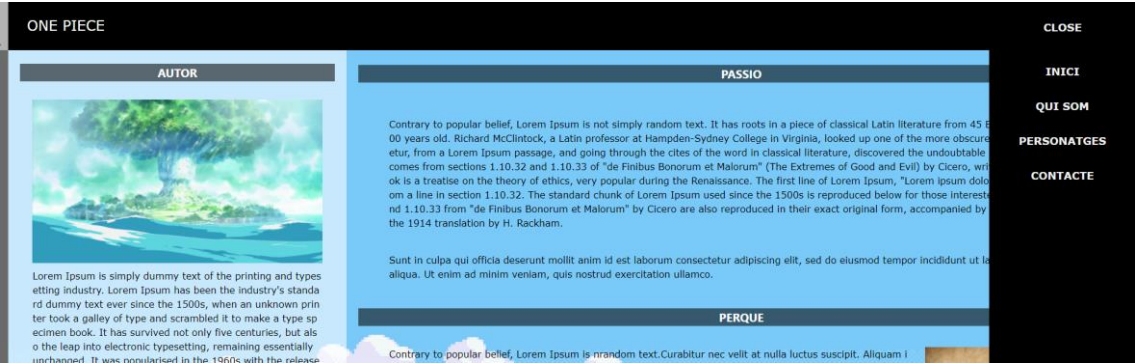 ONE PIECE
CLOSE
INICI
QUI SOM
PERSONATGES
CONTACTE
AUTOR
Lorem Ipsum is simply dummy text of the printing and types
etting industry. Lorem Ipsum has been the industry's standa
rd dummy text ever since the 1500s, when an unknown prin
ter took a galley of type and scrambled it to make a type sp
ecimen book. It has survived not only five centuries, but als
o the leap into electronic typesetting, remaining essentially
unchanged. It was popularised in the 1960s with the release
PASSIO
Contrary to popular belief, Lorem Ipsum is not simply random text. It has roots in a piece of classical Latin literature from 45
00 years old. Richard McClintock, a Latin professor at Hampden-Sydney College in Virginia, looked up one of the more obscure
etur, from a Lorem Ipsum passage, and going through the cites of the word in classical literature, discovered the undoubtable
comes from sections 1.10.32 and 1.10.33 of "de Finibus Bonorum et Malorum" (The Extremes of Good and Evil) by Cicero, wri
ok is a treatise on the theory of ethics, very popular during the Renaissance. The first line of Lorem Ipsum, "Lorem ipsum dolo
om a line in section 1.10.32. The standard chunk of Lorem Ipsum used since the 1500s is reproduced below for those interest
nd 1.10.33 from "de Finibus Bonorum et Malorum" by Cicero are also reproduced in their exact original form, accompanied by
the 1914 translation by H. Rackham.
Sunt in culpa qui officia deserunt mollit anim id est laborum consectetur adipiscing elit, sed do eiusmod tempor incididunt ut la
aliqua. Ut enim ad minim veniam, quis nostrud exercitation ullamco.
PERQUE
Contrary to popular belief, Lorem Ipsum is nrandom text.Curabitur nec velit at nulla luctus suscipit. Aliquam i